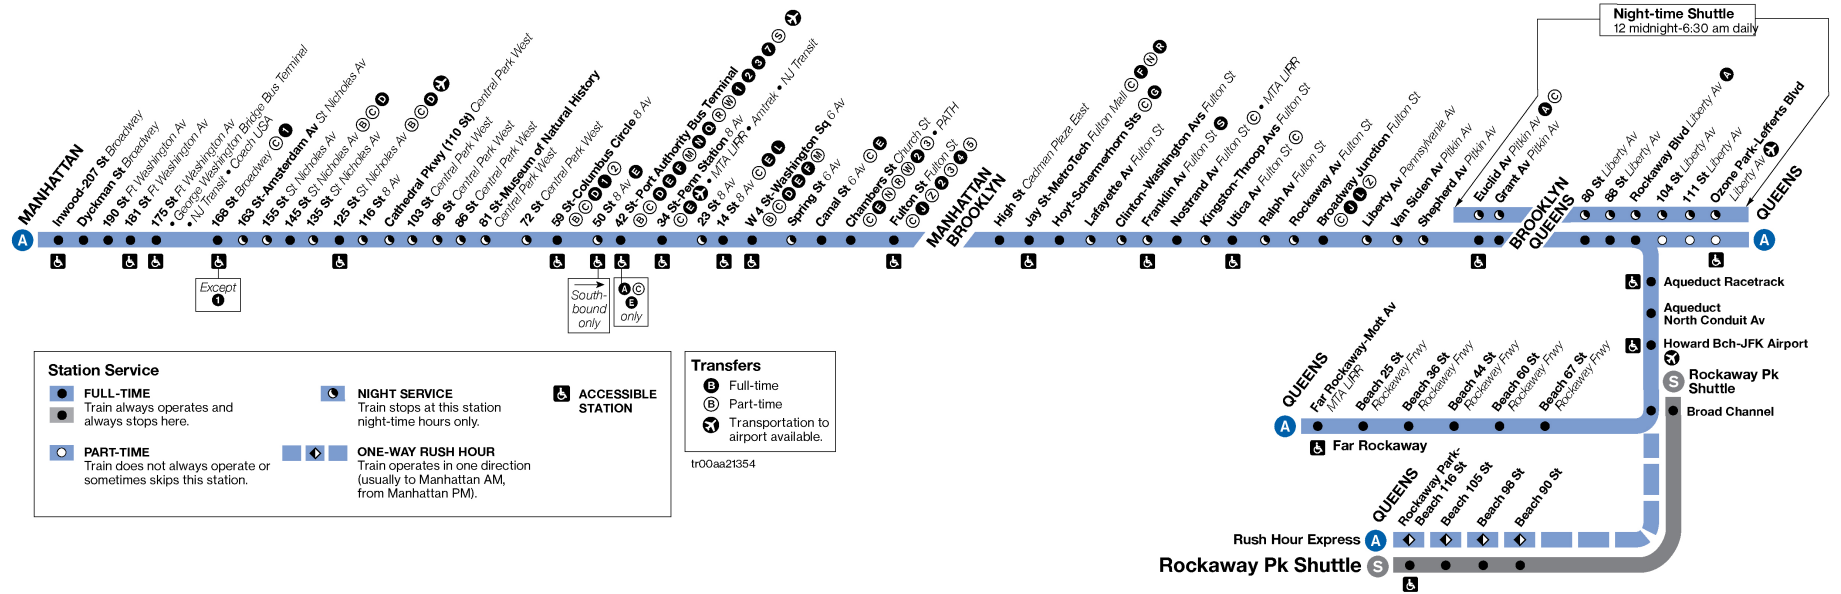 Night-time Shuttle
12 midnight-6:30 am daily
MANHATTAN
Inwood-207 St Broadway
Dyckman St Broadway
190 St Ft Washington Av
181 St Ft Washington Av
175 St Ft Washington Av
• George Washington Bridge Bus Terminal
• NJ Transit • Coach USA
168 St Broadway C 1
163 St-Amsterdam Av St Nicholas Av
155 St St Nicholas Av B C D
145 St St Nicholas Av
135 St St Nicholas Av
125 St St Nicholas Av B C D
116 St 8 Av
Cathedral Pkwy (110 St) Central Park West
103 St Central Park West
96 St Central Park West
86 St Central Park West
81 St-Museum of Natural History
Central Park West
72 St Central Park West
59 St-Columbus Circle 8 Av
B C D 1 2
50 St 8 Av E
42 St-Port Authority Bus Terminal
B C D E F M N Q R W 1 2 3 7 S
34 St-Penn Station 8 Av
C E • MTA LIRR • Amtrak • NJ Transit
23 St 8 Av
14 St 8 Av C E L
W 4 St-Washington Sq 6 Av
B C D E F M
Spring St 6 Av
Canal St 6 Av C E
Chambers St Church St
C E N R W 2 3 • PATH
Fulton St Fulton St
C J Z 2 3 4 5
MANHATTAN
BROOKLYN
High St Cadman Plaza East
Jay St-MetroTech Fulton Mall C F N R
Hoyt-Schermerhorn Sts C G
Lafayette Av Fulton St
Clinton-Washington Avs Fulton St
Franklin Av Fulton St S
Nostrand Av Fulton St C • MTA LIRR
Kingston-Throop Avs Fulton St
Utica Av Fulton St C
Ralph Av Fulton St
Rockaway Av Fulton St
Broadway Junction Fulton St
C J L Z
Liberty Av Pennsylvania Av
Van Siclen Av Pitkin Av
Shepherd Av Pitkin Av
Euclid Av Pitkin Av A C
Grant Av Pitkin Av
BROOKLYN
QUEENS
80 St Liberty Av
88 St Liberty Av
Rockaway Blvd Liberty Av A
104 St Liberty Av
111 St Liberty Av
Ozone Park-Lefferts Blvd
Liberty Av
QUEENS
A
A
Except
1
South-
bound
only
A C
E
only
Aqueduct Racetrack
Aqueduct
North Conduit Av
Howard Bch-JFK Airport
S Rockaway Pk
Shuttle
Broad Channel
QUEENS
Far Rockaway-Mott Av
MTA LIRR
Beach 25 St
Rockaway Frwy
Beach 36 St
Rockaway Frwy
Beach 44 St
Rockaway Frwy
Beach 60 St
Rockaway Frwy
Beach 67 St
Rockaway Frwy
A
Far Rockaway
QUEENS
Rockaway Park-
Beach 116 St
Beach 105 St
Beach 98 St
Beach 90 St
Rush Hour Express A
Rockaway Pk Shuttle S
Station Service
FULL-TIME
Train always operates and
always stops here.
PART-TIME
Train does not always operate or
sometimes skips this station.
NIGHT SERVICE
Train stops at this station
night-time hours only.
ONE-WAY RUSH HOUR
Train operates in one direction
(usually to Manhattan AM,
from Manhattan PM).
ACCESSIBLE
STATION
Transfers
B Full-time
B Part-time
Transportation to
airport available.
tr00aa21354